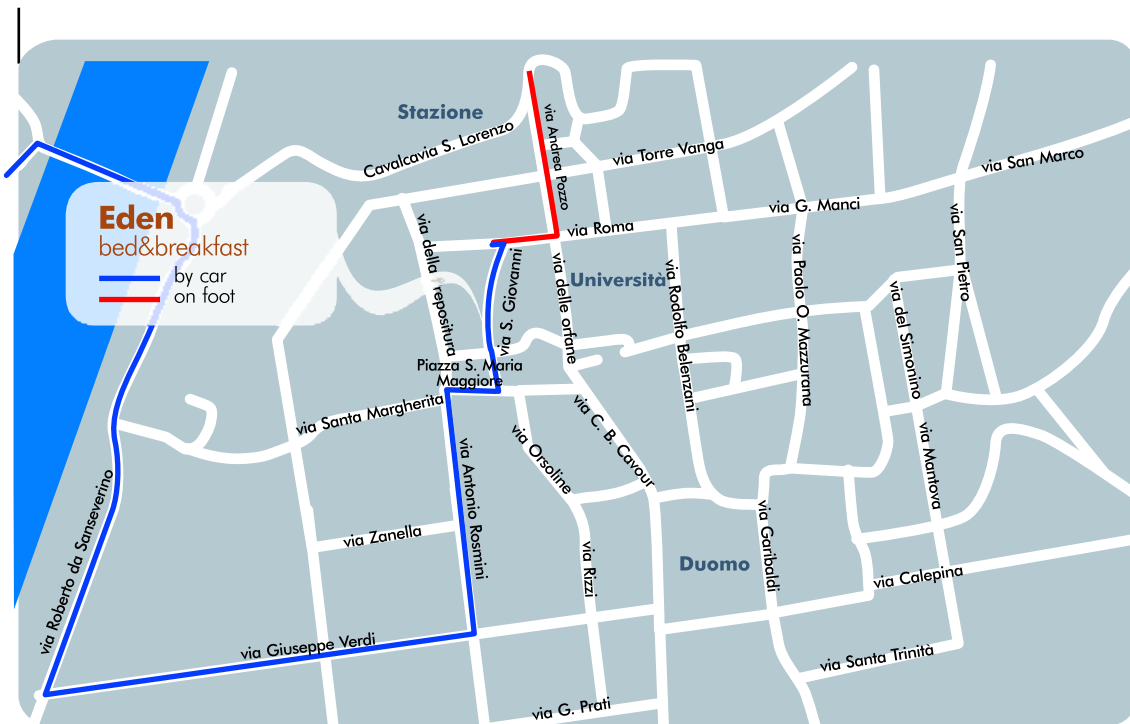 Stazione
via Andrea Pozzo
Cavalcavia S. Lorenzo
via Torre Vanga
via San Marco
Eden
bed&breakfast
by car
on foot
via G. Manci
via San Pietro
via Roma
via della Prepositura
via S. Giovanni
via delle orfane
Università
via Rodolfo Belenzani
via Paolo O. Mazzurana
via del Simonino
Piazza S. Maria
Maggiore
via Santa Margherita
via Orsoline
via C. B. Cavour
via Mantova
via Antonio Rosmini
via Roberto da Sanseverino
via Zanella
via Rizzi
Duomo
via Garibaldi
via Calepina
via Giuseppe Verdi
via Santa Trinità
via G. Prati